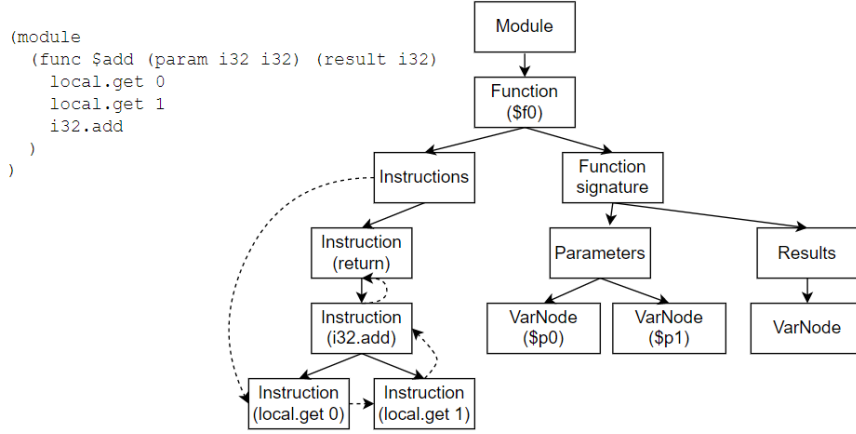 (module
  (func $add (param i32 i32) (result i32)
    local.get 0
    local.get 1
    i32.add
  )
)
Module
Function
($f0)
Instructions
Function
signature
Instruction
(return)
Parameters
Results
Instruction
(i32.add)
VarNode
($p0)
VarNode
($p1)
VarNode
Instruction
(local.get 0)
Instruction
(local.get 1)